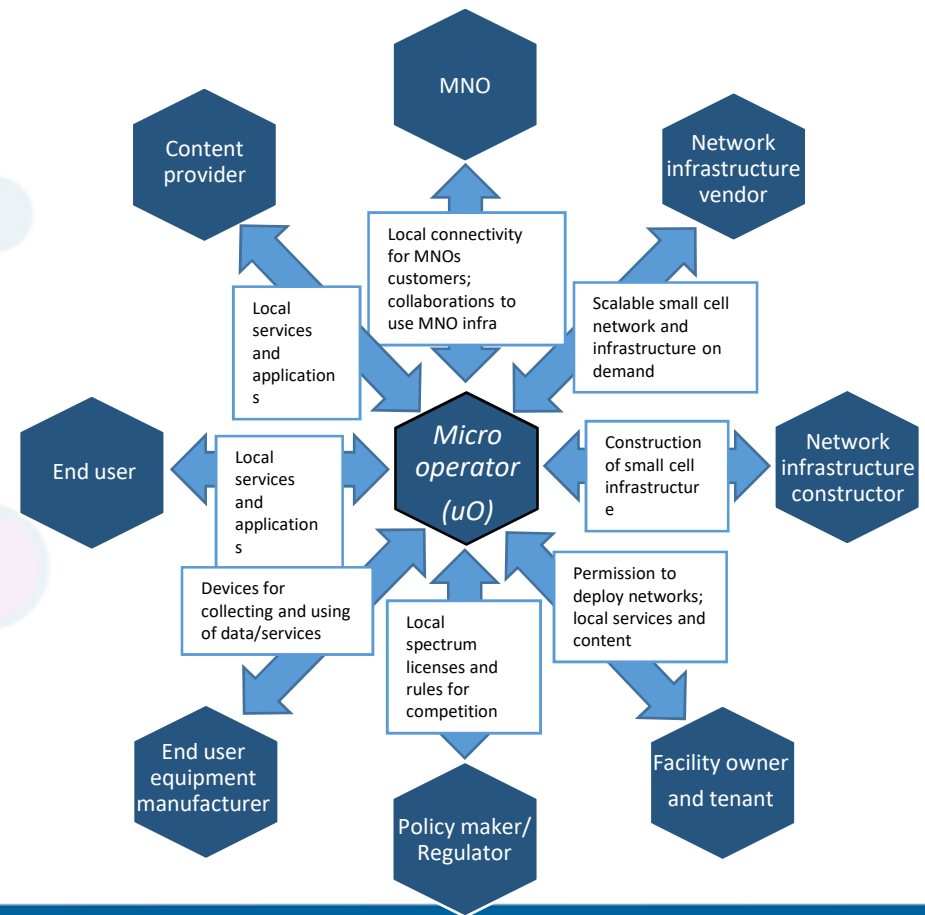 MNO
Content
provider
Network
infrastructure
vendor
Local connectivity
for MNOs
customers;
collaborations to
use MNO infra
Local
services
and
application
s
Scalable small cell
network and
infrastructure on
demand
End user
Local
services
and
application
s
Micro
operator
(uO)
Construction
of small cell
infrastructur
e
Network
infrastructure
constructor
Devices for
collecting and using
of data/services
Local
spectrum
licenses and
rules for
competition
Permission to
deploy networks;
local services and
content
End user
equipment
manufacturer
Policy maker/
Regulator
Facility owner
and tenant